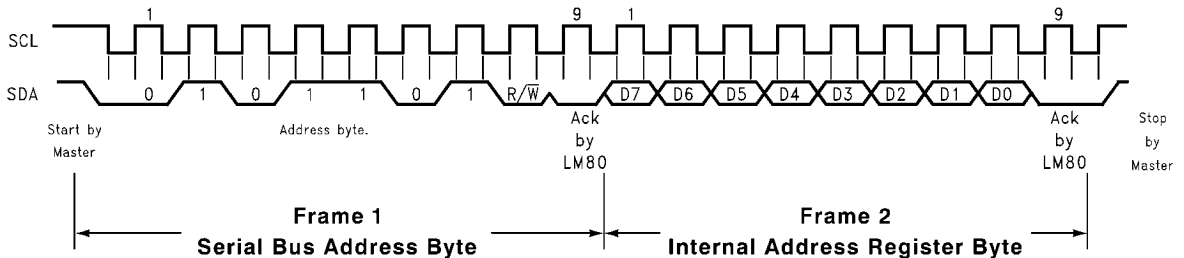 1 9 1 9
SCL
SDA 0 1 0 1 1 0 1 R/W̅ D7 D6 D5 D4 D3 D2 D1 D0
Start by
Master
Address byte.
Ack
by
LM80
Ack
by
LM80
Stop
by
Master
Frame 1
Serial Bus Address Byte
Frame 2
Internal Address Register Byte